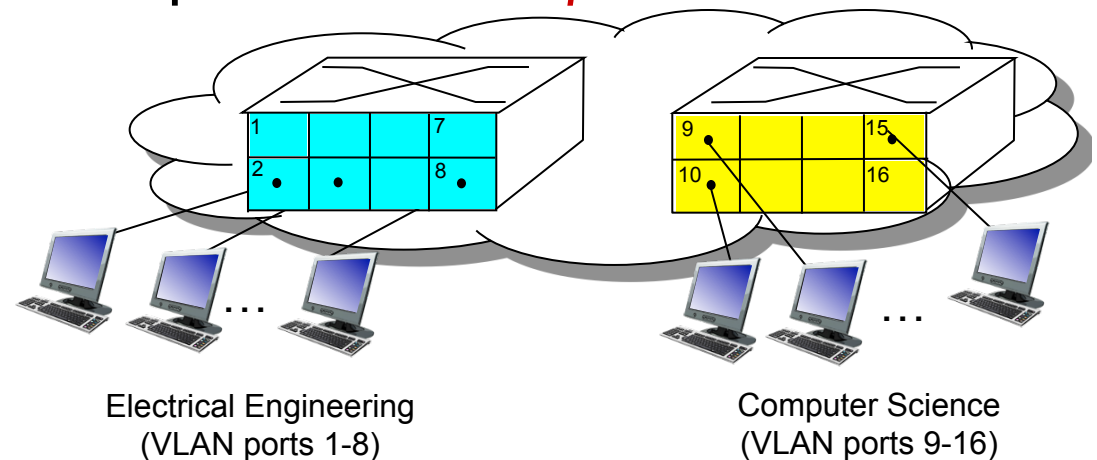 1 7
2 8
9 15
10 16
... ...
Electrical Engineering
(VLAN ports 1-8)
Computer Science
(VLAN ports 9-16)